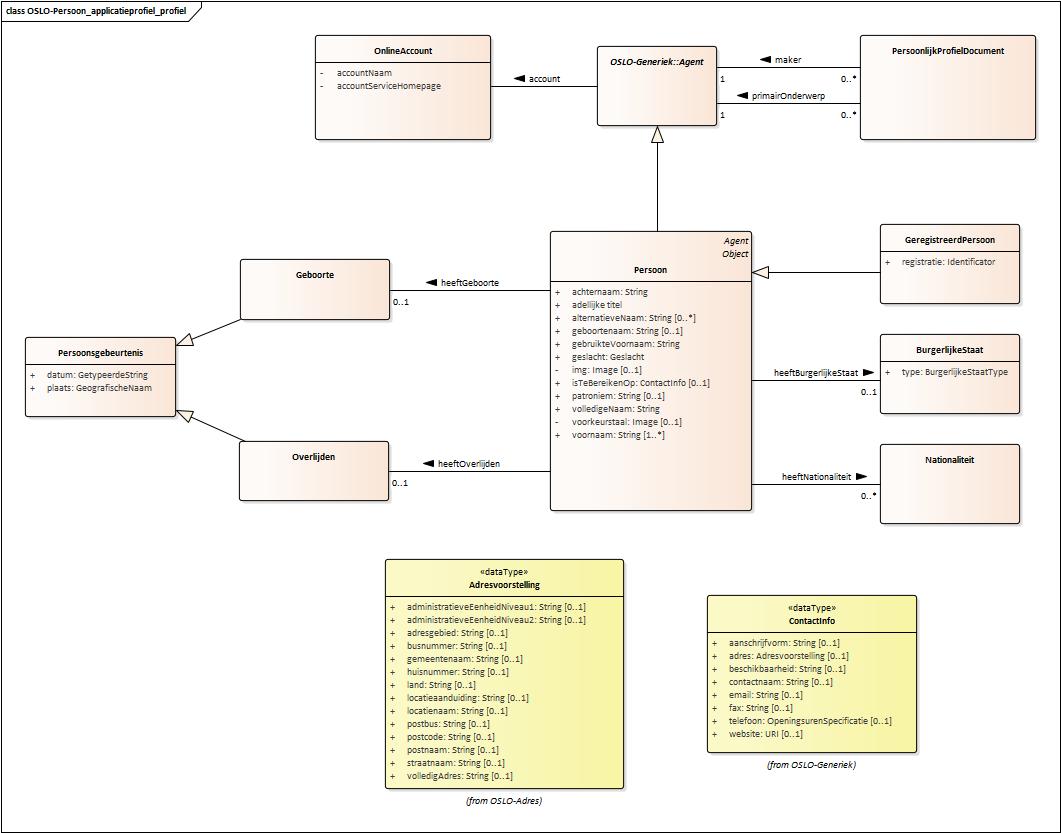 class OSLO-Persoon_applicatieprofiel_profiel
OnlineAccount
- accountNaam
- accountServiceHomepage
account
OSLO-Generiek::Agent
maker
1
0..*
primairOnderwerp
1
0..*
PersoonlijkProfielDocument
Agent
Object
Persoon
+ achternaam: String
+ adellijke titel
+ alternatieveNaam: String [0..*]
+ geboortenaam: String [0..1]
+ gebruikteVoornaam: String
+ geslacht: Geslacht
- img: Image [0..1]
+ isTeBereikenOp: ContactInfo [0..1]
+ patroniem: String [0..1]
+ volledigeNaam: String
- voorkeurstaal: Image [0..1]
+ voornaam: String [1..*]
GeregistreerdPersoon
+ registratie: Identificator
Geboorte
heeftGeboorte
0..1
Persoonsgebeurtenis
+ datum: GetypeerdeString
+ plaats: GeografischeNaam
BurgerlijkeStaat
+ type: BurgerlijkeStaatType
heeftBurgerlijkeStaat
0..1
Overlijden
heeftOverlijden
0..1
Nationaliteit
heeftNationaliteit
0..*
«dataType»
Adresvoorstelling
+ administratieveEenheidNiveau1: String [0..1]
+ administratieveEenheidNiveau2: String [0..1]
+ adresgebied: String [0..1]
+ busnummer: String [0..1]
+ gemeentenaam: String [0..1]
+ huisnummer: String [0..1]
+ land: String [0..1]
+ locatieaanduiding: String [0..1]
+ locatienaam: String [0..1]
+ postbus: String [0..1]
+ postcode: String [0..1]
+ postnaam: String [0..1]
+ straatnaam: String [0..1]
+ volledigAdres: String [0..1]
(from OSLO-Adres)
«dataType»
ContactInfo
+ aanschrijfvorm: String [0..1]
+ adres: Adresvoorstelling [0..1]
+ beschikbaarheid: String [0..1]
+ contactnaam: String [0..1]
+ email: String [0..1]
+ fax: String [0..1]
+ telefoon: OpeningsurenSpecificatie [0..1]
+ website: URI [0..1]
(from OSLO-Generiek)